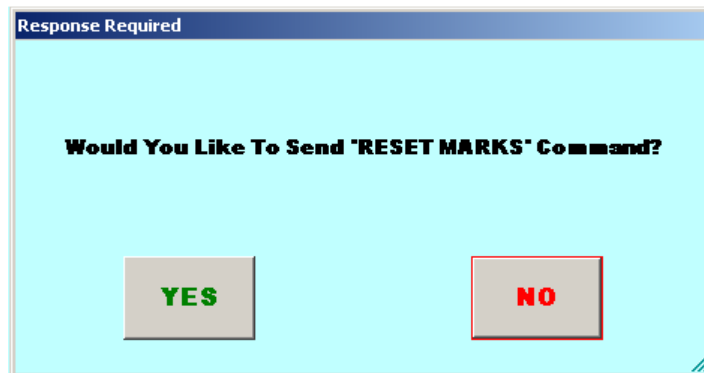 Response Required
Would You Like To Send "RESET MARKS" Command?
YES
NO